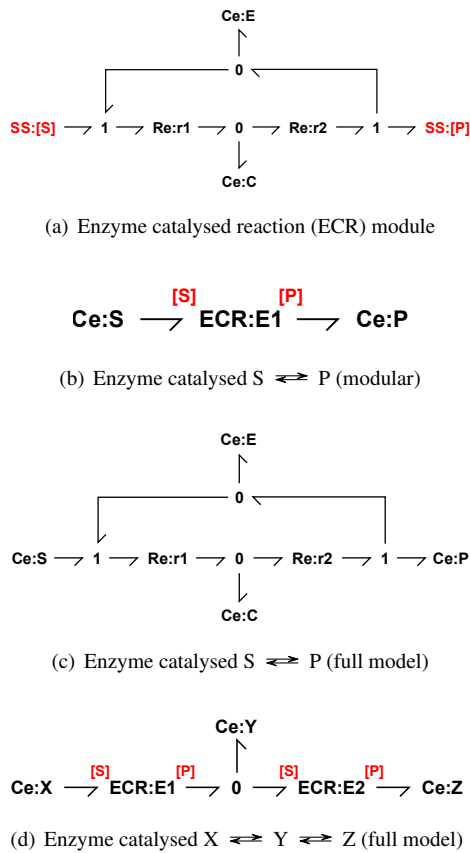 Ce:E
0
SS:[S] 1 Re:r1 0 Re:r2 1 SS:[P]
Ce:C
(a) Enzyme catalysed reaction (ECR) module
[S] [P]
Ce:S ECR:E1 Ce:P
(b) Enzyme catalysed S ⇌ P (modular)
Ce:E
0
Ce:S 1 Re:r1 0 Re:r2 1 Ce:P
Ce:C
(c) Enzyme catalysed S ⇌ P (full model)
Ce:Y
[S] [P] [S] [P]
Ce:X ECR:E1 0 ECR:E2 Ce:Z
(d) Enzyme catalysed X ⇌ Y ⇌ Z (full model)